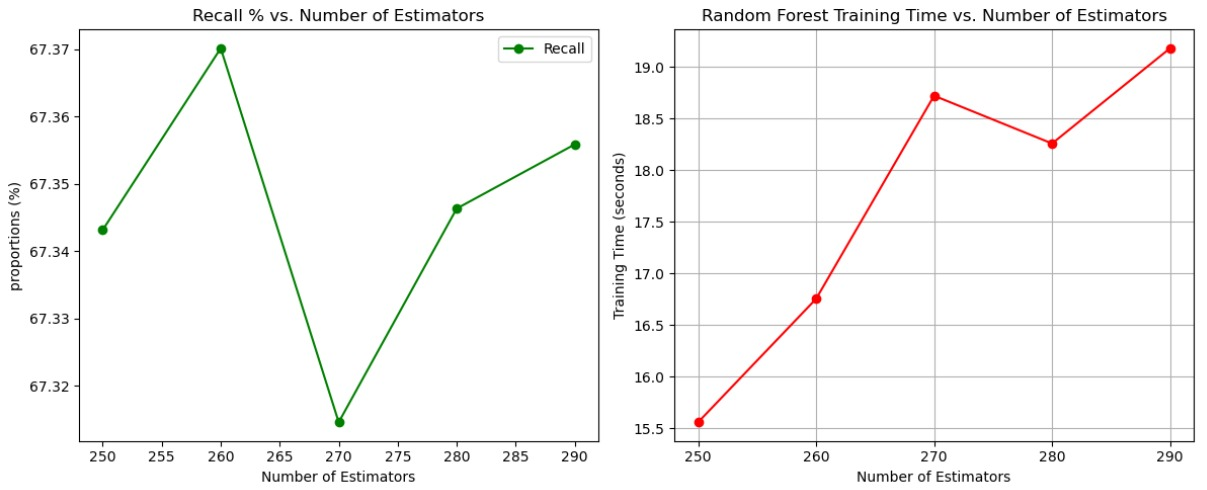 Recall % vs. Number of Estimators
Recall
67.37
67.36
67.35
67.34
67.33
67.32
proportions (%)
250 255 260 265 270 275 280 285 290
Number of Estimators
Random Forest Training Time vs. Number of Estimators
19.0
18.5
18.0
17.5
17.0
16.5
16.0
15.5
Training Time (seconds)
250 260 270 280 290
Number of Estimators